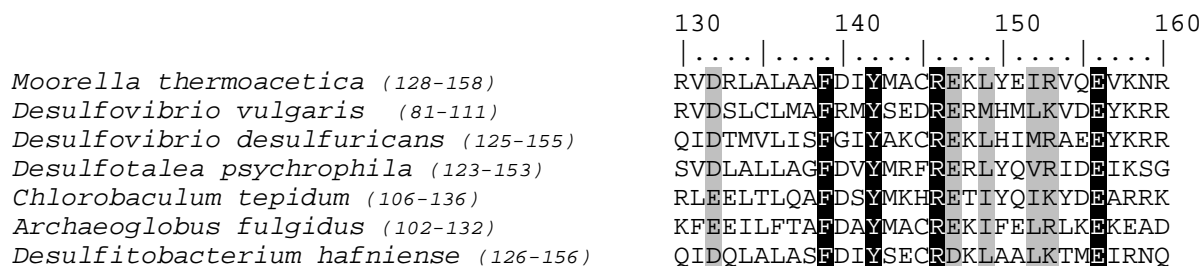 130 140 150 160
|....|....|....|....|....|....|
Moorella thermoacetica (128-158) RVDRLALAAFDIYMACREKLYEIRVQEVKNR
Desulfovibrio vulgaris (81-111) RVDSLCLMAFRMYSEDRERMHMLKVDEYKRR
Desulfovibrio desulfuricans (125-155) QIDTMVLISFGIYAKCREKLHIMRAEEYKRR
Desulfotalea psychrophila (123-153) SVDLALLAGFDVYMRFRERLYQVRIDEIKSG
Chlorobaculum tepidum (106-136) RLEELTLQAFDSYMKHRETIYQIKYDEARRK
Archaeoglobus fulgidus (102-132) KFEEILFTAFDAYMACREKIFELRLKEKEAD
Desulfitobacterium hafniense (126-156) QIDQLALASFDIYSECRDKLAALKTMEIRNQ